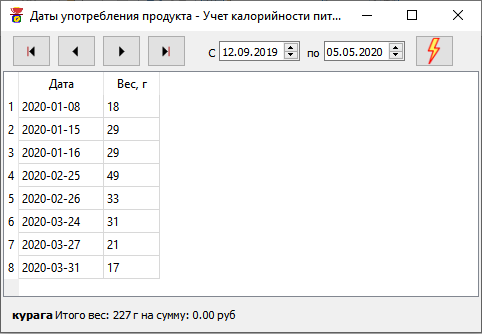 Даты употребления продукта - Учет калорийности пит...
С 12.09.2019 по 05.05.2020
Дата Вес, г
1 2020-01-08 18
2 2020-01-15 29
3 2020-01-16 29
4 2020-02-25 49
5 2020-02-26 33
6 2020-03-24 31
7 2020-03-27 21
8 2020-03-31 17
курага Итого вес: 227 г на сумму: 0.00 руб